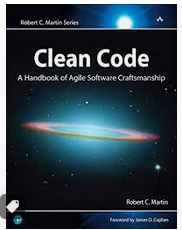 Robert C. Martin Series
Clean Code
A Handbook of Agile Software Craftsmanship
Robert C. Martin
Foreword by James O. Coplien